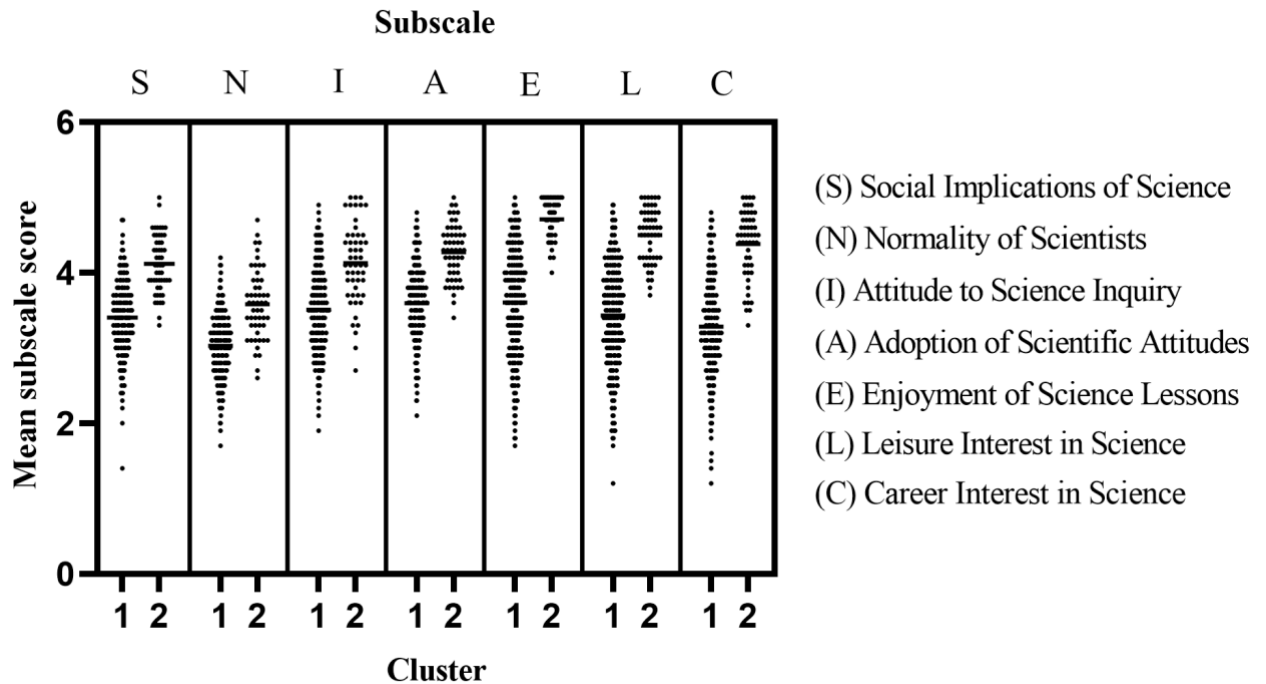 Subscale
S N I A E L C
6
4
2
0
Mean subscale score
1 2 1 2 1 2 1 2 1 2 1 2 1 2
Cluster
(S) Social Implications of Science
(N) Normality of Scientists
(I) Attitude to Science Inquiry
(A) Adoption of Scientific Attitudes
(E) Enjoyment of Science Lessons
(L) Leisure Interest in Science
(C) Career Interest in Science